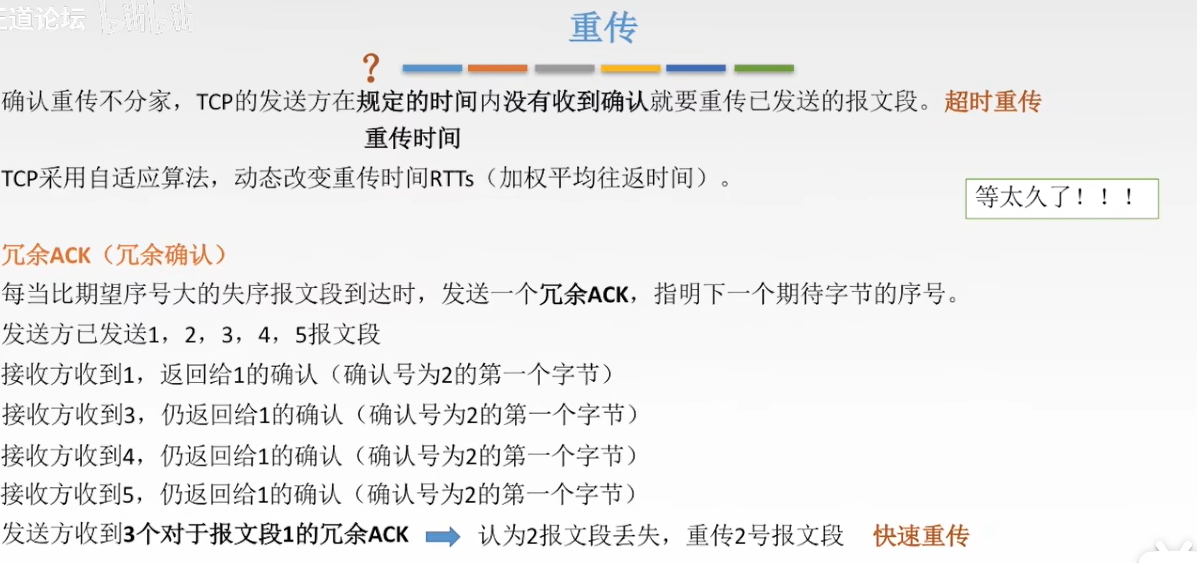 王道论坛 bilibili
重传
?
确认重传不分家，TCP的发送方在规定的时间内没有收到确认就要重传已发送的报文段。超时重传
重传时间
TCP采用自适应算法，动态改变重传时间RTTs（加权平均往返时间）。
等太久了！！！
冗余ACK（冗余确认）
每当比期望序号大的失序报文段到达时，发送一个冗余ACK，指明下一个期待字节的序号。
发送方已发送1，2，3，4，5报文段
接收方收到1，返回给1的确认（确认号为2的第一个字节）
接收方收到3，仍返回给1的确认（确认号为2的第一个字节）
接收方收到4，仍返回给1的确认（确认号为2的第一个字节）
接收方收到5，仍返回给1的确认（确认号为2的第一个字节）
发送方收到3个对于报文段1的冗余ACK 认为2报文段丢失，重传2号报文段 快速重传